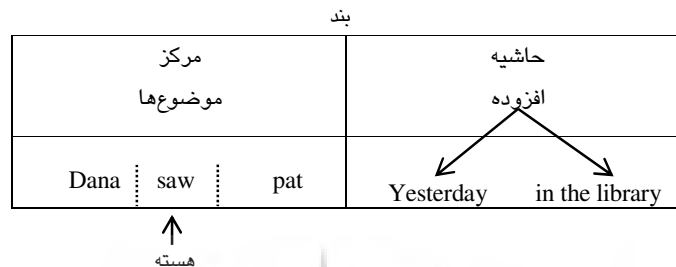 بند
مرکز
حاشیه
موضوع‌ها
افزوده
Dana saw pat
Yesterday in the library
هسته